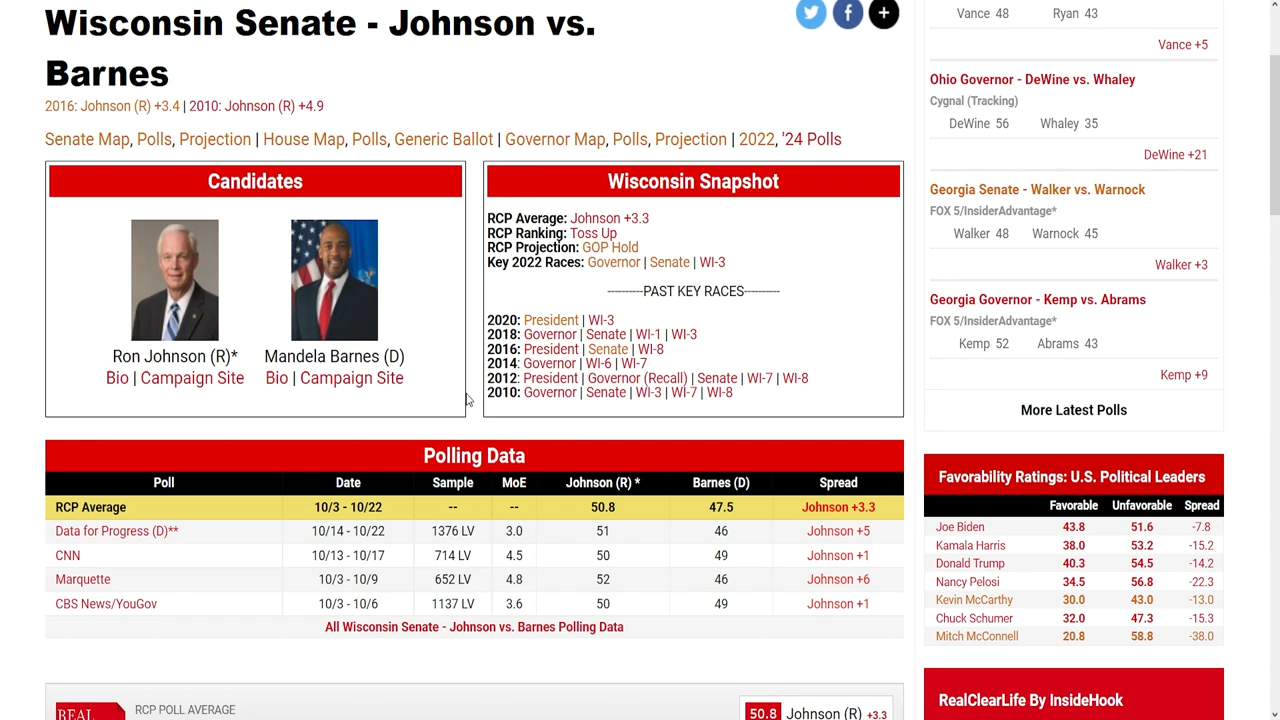 Wisconsin Senate - Johnson vs.
Barnes
2016: Johnson (R) +3.4 | 2010: Johnson (R) +4.9
Senate Map, Polls, Projection | House Map, Polls, Generic Ballot | Governor Map, Polls, Projection | 2022, '24 Polls
Candidates
Ron Johnson (R)* Mandela Barnes (D)
Bio | Campaign Site Bio | Campaign Site
Wisconsin Snapshot
RCP Average: Johnson +3.3
RCP Ranking: Toss Up
RCP Projection: GOP Hold
Key 2022 Races: Governor | Senate | WI-3
----------PAST KEY RACES----------
2020: President | WI-3
2018: Governor | Senate | WI-1 | WI-3
2016: President | Senate | WI-8
2014: Governor | WI-6 | WI-7
2012: President | Governor (Recall) | Senate | WI-7 | WI-8
2010: Governor | Senate | WI-3 | WI-7 | WI-8
Polling Data
Poll Date Sample MoE Johnson (R) * Barnes (D) Spread
RCP Average 10/3 - 10/22 -- -- 50.8 47.5 Johnson +3.3
Data for Progress (D)** 10/14 - 10/22 1376 LV 3.0 51 46 Johnson +5
CNN 10/13 - 10/17 714 LV 4.5 50 49 Johnson +1
Marquette 10/3 - 10/9 652 LV 4.8 52 46 Johnson +6
CBS News/YouGov 10/3 - 10/6 1137 LV 3.6 50 49 Johnson +1
All Wisconsin Senate - Johnson vs. Barnes Polling Data
REAL RCP POLL AVERAGE
50.8 Johnson (R) +3.3
Vance 48 Ryan 43
Vance +5
Ohio Governor - DeWine vs. Whaley
Cygnal (Tracking)
DeWine 56 Whaley 35
DeWine +21
Georgia Senate - Walker vs. Warnock
FOX 5/InsiderAdvantage*
Walker 48 Warnock 45
Walker +3
Georgia Governor - Kemp vs. Abrams
FOX 5/InsiderAdvantage*
Kemp 52 Abrams 43
Kemp +9
More Latest Polls
Favorability Ratings: U.S. Political Leaders
Favorable Unfavorable Spread
Joe Biden 43.8 51.6 -7.8
Kamala Harris 38.0 53.2 -15.2
Donald Trump 40.3 54.5 -14.2
Nancy Pelosi 34.5 56.8 -22.3
Kevin McCarthy 30.0 43.0 -13.0
Chuck Schumer 32.0 47.3 -15.3
Mitch McConnell 20.8 58.8 -38.0
RealClearLife By InsideHook